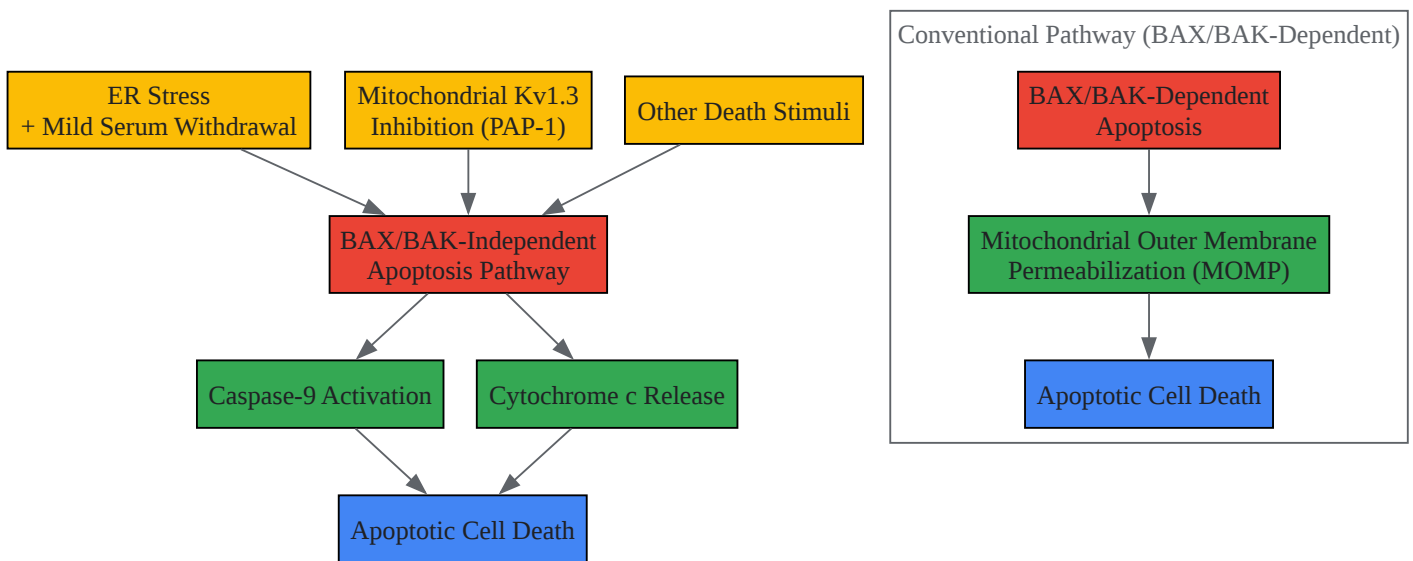 ER Stress
+ Mild Serum Withdrawal
Mitochondrial Kv1.3
Inhibition (PAP-1)
Other Death Stimuli
BAX/BAK-Independent
Apoptosis Pathway
Caspase-9 Activation
Cytochrome c Release
Apoptotic Cell Death
Conventional Pathway (BAX/BAK-Dependent)
BAX/BAK-Dependent
Apoptosis
Mitochondrial Outer Membrane
Permeabilization (MOMP)
Apoptotic Cell Death